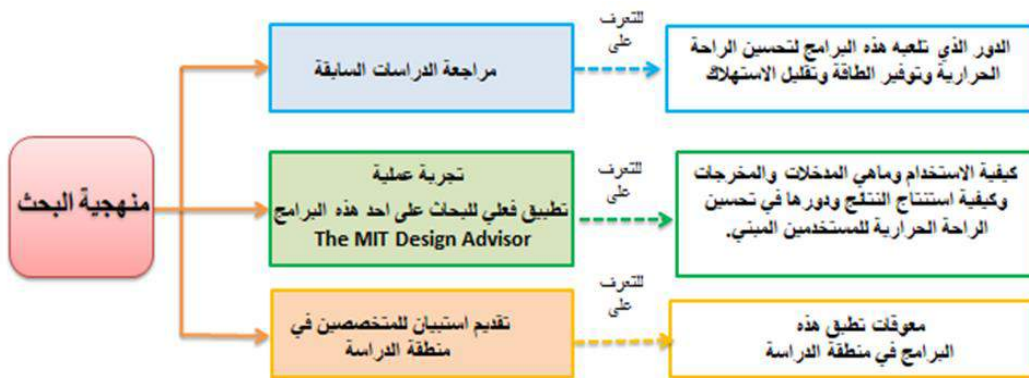 منهجية البحث
مراجعة الدراسات السابقة
للتعرف
على
الدور الذي تلعبه هذه البرامج لتحسين الراحة
الحرارية وتوفير الطاقة وتقليل الاستهلاك
تجربة عملية
تطبيق فعلي للبحاث على احد هذه البرامج
The MIT Design Advisor
للتعرف
على
كيفية الاستخدام وماهي المدخلات والمخرجات
وكيفية استنتاج النتائج ودورها في تحسين
الراحة الحرارية للمستخدمين المبني.
تقديم استبيان للمتخصصين في
منطقة الدراسة
للتعرف
على
معوقات تطبق هذه
البرامج في منطقة الدراسة